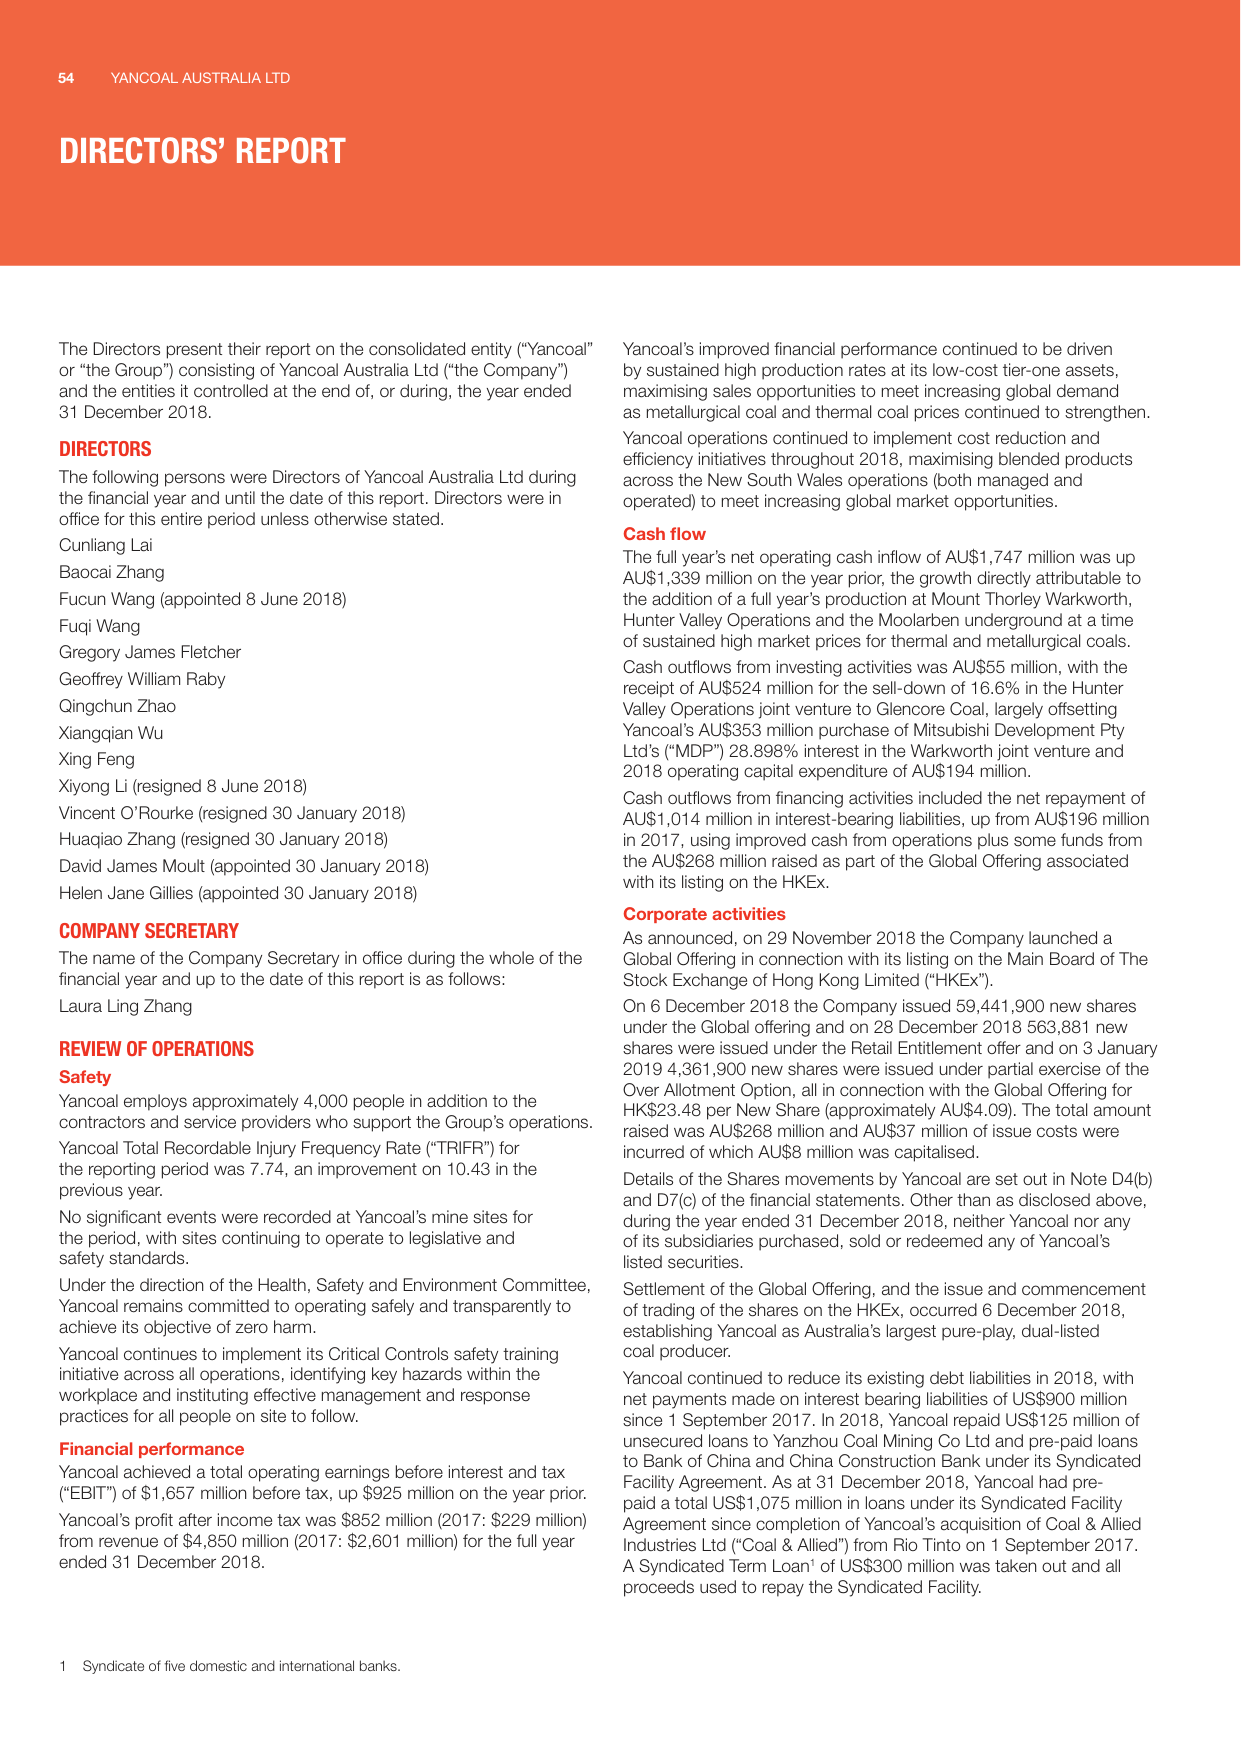 54 YANCOAL AUSTRALIA LTD
DIRECTORS’ REPORT
The Directors present their report on the consolidated entity (“Yancoal”
or “the Group”) consisting of Yancoal Australia Ltd (“the Company”)
and the entities it controlled at the end of, or during, the year ended
31 December 2018.
DIRECTORS
The following persons were Directors of Yancoal Australia Ltd during
the financial year and until the date of this report. Directors were in
office for this entire period unless otherwise stated.
Cunliang Lai
Baocai Zhang
Fucun Wang (appointed 8 June 2018)
Fuqi Wang
Gregory James Fletcher
Geoffrey William Raby
Qingchun Zhao
Xiangqian Wu
Xing Feng
Xiyong Li (resigned 8 June 2018)
Vincent O’Rourke (resigned 30 January 2018)
Huaqiao Zhang (resigned 30 January 2018)
David James Moult (appointed 30 January 2018)
Helen Jane Gillies (appointed 30 January 2018)
COMPANY SECRETARY
The name of the Company Secretary in office during the whole of the
financial year and up to the date of this report is as follows:
Laura Ling Zhang
REVIEW OF OPERATIONS
Safety
Yancoal employs approximately 4,000 people in addition to the
contractors and service providers who support the Group’s operations.
Yancoal Total Recordable Injury Frequency Rate (“TRIFR”) for
the reporting period was 7.74, an improvement on 10.43 in the
previous year.
No significant events were recorded at Yancoal’s mine sites for
the period, with sites continuing to operate to legislative and
safety standards.
Under the direction of the Health, Safety and Environment Committee,
Yancoal remains committed to operating safely and transparently to
achieve its objective of zero harm.
Yancoal continues to implement its Critical Controls safety training
initiative across all operations, identifying key hazards within the
workplace and instituting effective management and response
practices for all people on site to follow.
Financial performance
Yancoal achieved a total operating earnings before interest and tax
(“EBIT”) of $1,657 million before tax, up $925 million on the year prior.
Yancoal’s profit after income tax was $852 million (2017: $229 million)
from revenue of $4,850 million (2017: $2,601 million) for the full year
ended 31 December 2018.
Yancoal’s improved financial performance continued to be driven
by sustained high production rates at its low-cost tier-one assets,
maximising sales opportunities to meet increasing global demand
as metallurgical coal and thermal coal prices continued to strengthen.
Yancoal operations continued to implement cost reduction and
efficiency initiatives throughout 2018, maximising blended products
across the New South Wales operations (both managed and
operated) to meet increasing global market opportunities.
Cash flow
The full year’s net operating cash inflow of AU$1,747 million was up
AU$1,339 million on the year prior, the growth directly attributable to
the addition of a full year’s production at Mount Thorley Warkworth,
Hunter Valley Operations and the Moolarben underground at a time
of sustained high market prices for thermal and metallurgical coals.
Cash outflows from investing activities was AU$55 million, with the
receipt of AU$524 million for the sell-down of 16.6% in the Hunter
Valley Operations joint venture to Glencore Coal, largely offsetting
Yancoal’s AU$353 million purchase of Mitsubishi Development Pty
Ltd’s (“MDP”) 28.898% interest in the Warkworth joint venture and
2018 operating capital expenditure of AU$194 million.
Cash outflows from financing activities included the net repayment of
AU$1,014 million in interest-bearing liabilities, up from AU$196 million
in 2017, using improved cash from operations plus some funds from
the AU$268 million raised as part of the Global Offering associated
with its listing on the HKEx.
Corporate activities
As announced, on 29 November 2018 the Company launched a
Global Offering in connection with its listing on the Main Board of The
Stock Exchange of Hong Kong Limited (“HKEx”).
On 6 December 2018 the Company issued 59,441,900 new shares
under the Global offering and on 28 December 2018 563,881 new
shares were issued under the Retail Entitlement offer and on 3 January
2019 4,361,900 new shares were issued under partial exercise of the
Over Allotment Option, all in connection with the Global Offering for
HK$23.48 per New Share (approximately AU$4.09). The total amount
raised was AU$268 million and AU$37 million of issue costs were
incurred of which AU$8 million was capitalised.
Details of the Shares movements by Yancoal are set out in Note D4(b)
and D7(c) of the financial statements. Other than as disclosed above,
during the year ended 31 December 2018, neither Yancoal nor any
of its subsidiaries purchased, sold or redeemed any of Yancoal’s
listed securities.
Settlement of the Global Offering, and the issue and commencement
of trading of the shares on the HKEx, occurred 6 December 2018,
establishing Yancoal as Australia’s largest pure-play, dual-listed
coal producer.
Yancoal continued to reduce its existing debt liabilities in 2018, with
net payments made on interest bearing liabilities of US$900 million
since 1 September 2017. In 2018, Yancoal repaid US$125 million of
unsecured loans to Yanzhou Coal Mining Co Ltd and pre-paid loans
to Bank of China and China Construction Bank under its Syndicated
Facility Agreement. As at 31 December 2018, Yancoal had pre-
paid a total US$1,075 million in loans under its Syndicated Facility
Agreement since completion of Yancoal’s acquisition of Coal & Allied
Industries Ltd (“Coal & Allied”) from Rio Tinto on 1 September 2017.
A Syndicated Term Loan¹ of US$300 million was taken out and all
proceeds used to repay the Syndicated Facility.
1 Syndicate of five domestic and international banks.